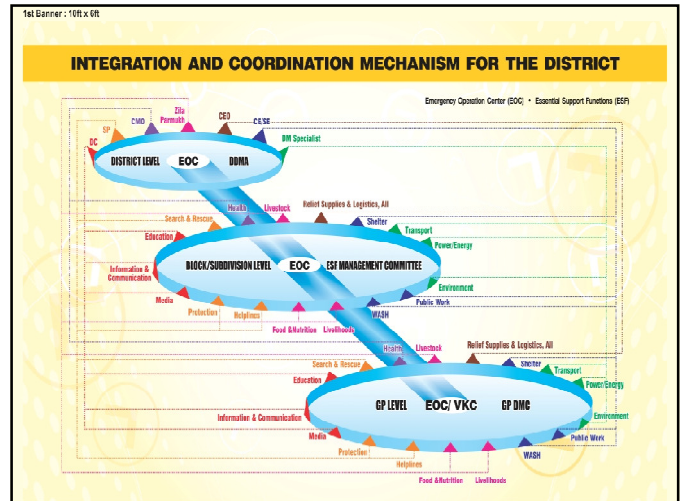 1st Banner : 10ft x 6ft
INTEGRATION AND COORDINATION MECHANISM FOR THE DISTRICT
Emergency Operation Center (EOC) • Essential Support Functions (ESF)
Zila
Parmukh
CMO
CEO
CE/SE
SP
DC
DM Specialist
DISTRICT LEVEL EOC DDMA
Health
Livestock
Relief Supplies & Logistics, All
Search & Rescue
Shelter
Transport
Education
Power/Energy
BLOCK/SUBDIVISION LEVEL EOC ESF MANAGEMENT COMMITTEE
Information &
Communication
Environment
Media
Public Work
Protection
Helplines
WASH
Food &Nutrition
Livelihoods
Health
Livestock
Relief Supplies & Logistics, All
Search & Rescue
Shelter
Transport
Education
Power/Energy
GP LEVEL EOC/ VKC GP DMC
Information & Communication
Environment
Media
Public Work
Protection
Helplines
WASH
Food &Nutrition
Livelihoods